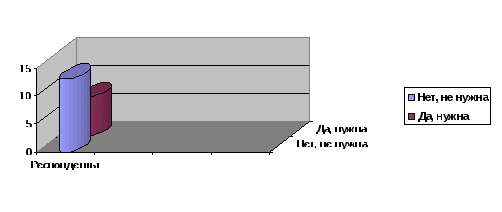 15
10
5
0
Респонденты
Да, нужна
Нет, не нужна
Нет, не нужна
Да, нужна